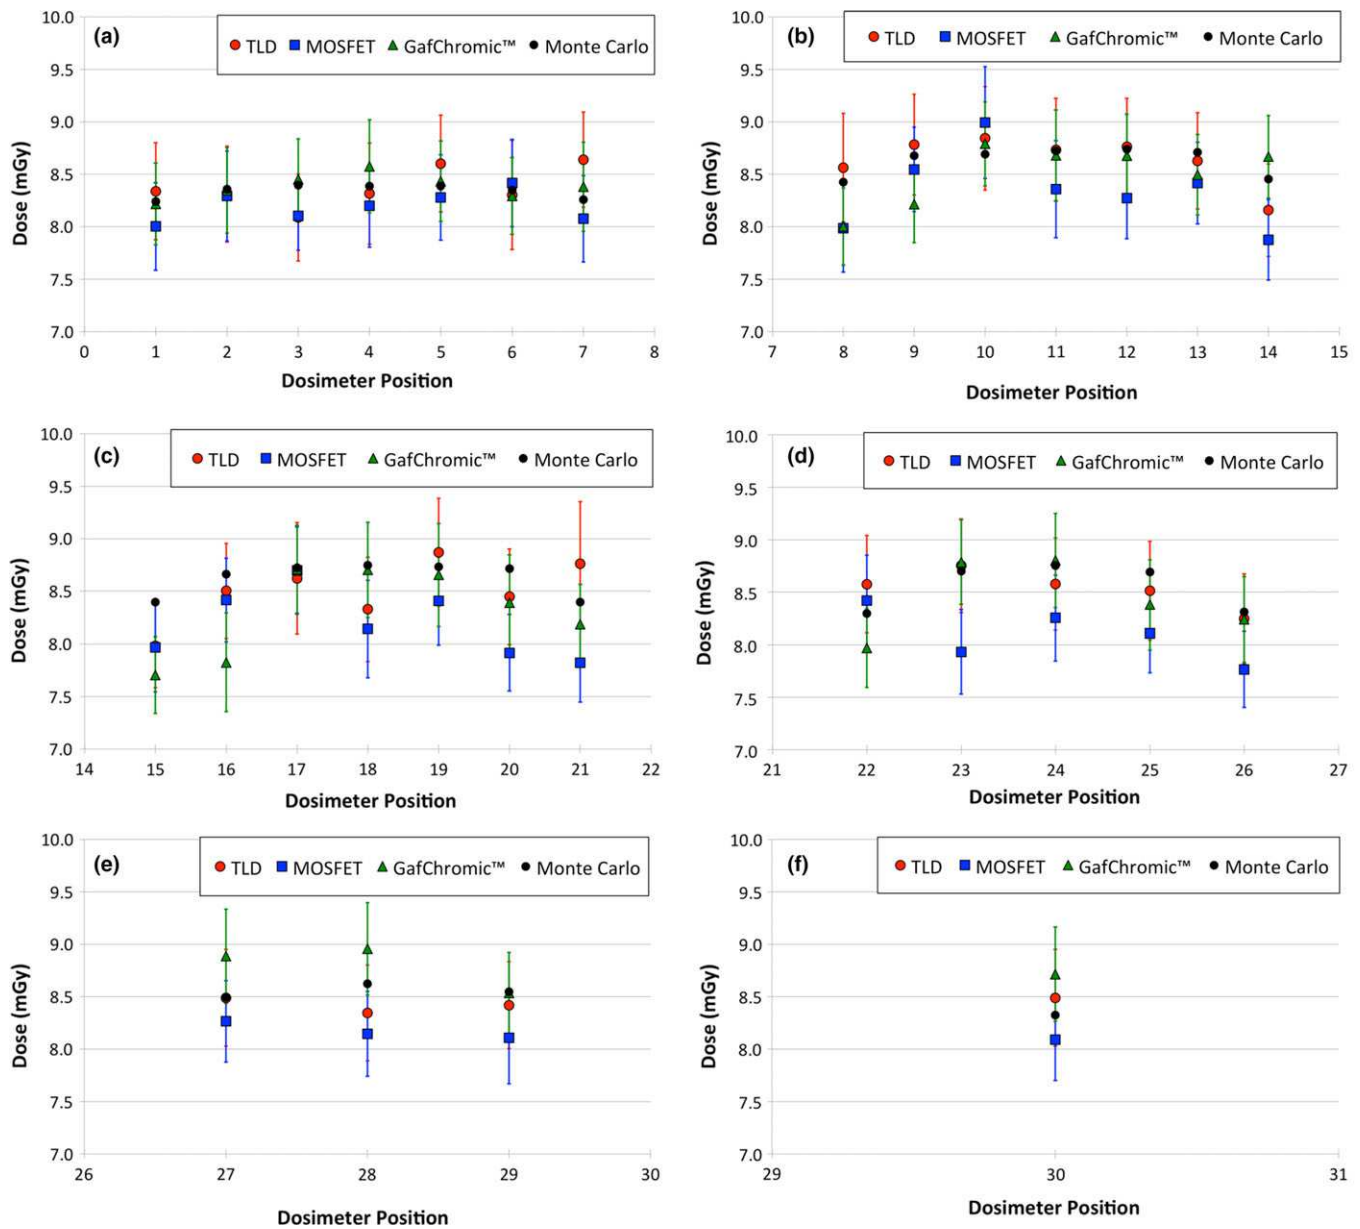 (a)
TLD MOSFET GafChromic™ Monte Carlo
10.0
9.5
9.0
8.5
8.0
7.5
7.0
Dose (mGy)
0 1 2 3 4 5 6 7 8
Dosimeter Position
(b)
TLD MOSFET GafChromic™ Monte Carlo
10.0
9.5
9.0
8.5
8.0
7.5
7.0
Dose (mGy)
7 8 9 10 11 12 13 14 15
Dosimeter Position
(c)
TLD MOSFET GafChromic™ Monte Carlo
10.0
9.5
9.0
8.5
8.0
7.5
7.0
Dose (mGy)
14 15 16 17 18 19 20 21 22
Dosimeter Position
(d)
TLD MOSFET GafChromic™ Monte Carlo
10.0
9.5
9.0
8.5
8.0
7.5
7.0
Dose (mGy)
21 22 23 24 25 26 27
Dosimeter Position
(e)
TLD MOSFET GafChromic™ Monte Carlo
10.0
9.5
9.0
8.5
8.0
7.5
7.0
Dose (mGy)
26 27 28 29 30
Dosimeter Position
(f)
TLD MOSFET GafChromic™ Monte Carlo
10.0
9.5
9.0
8.5
8.0
7.5
7.0
Dose (mGy)
29 30 31
Dosimeter Position